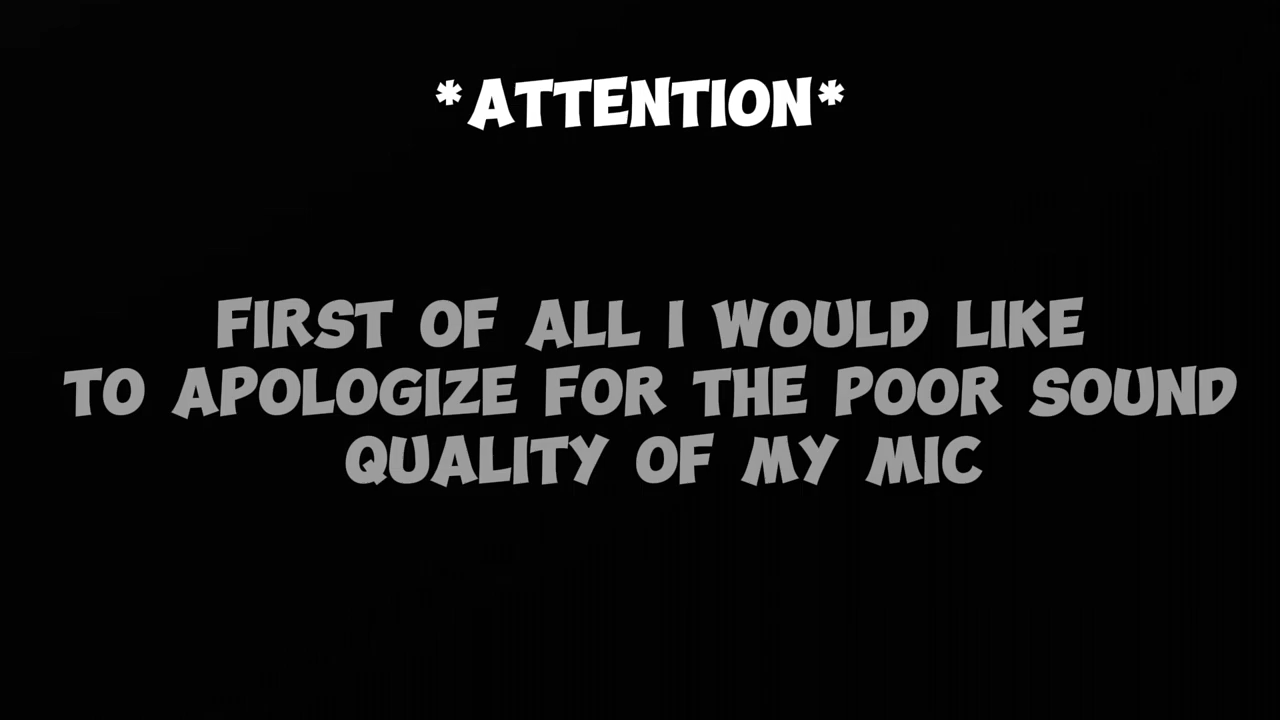 *ATTENTION*
FIRST OF ALL I WOULD LIKE
TO APOLOGIZE FOR THE POOR SOUND
QUALITY OF MY MIC